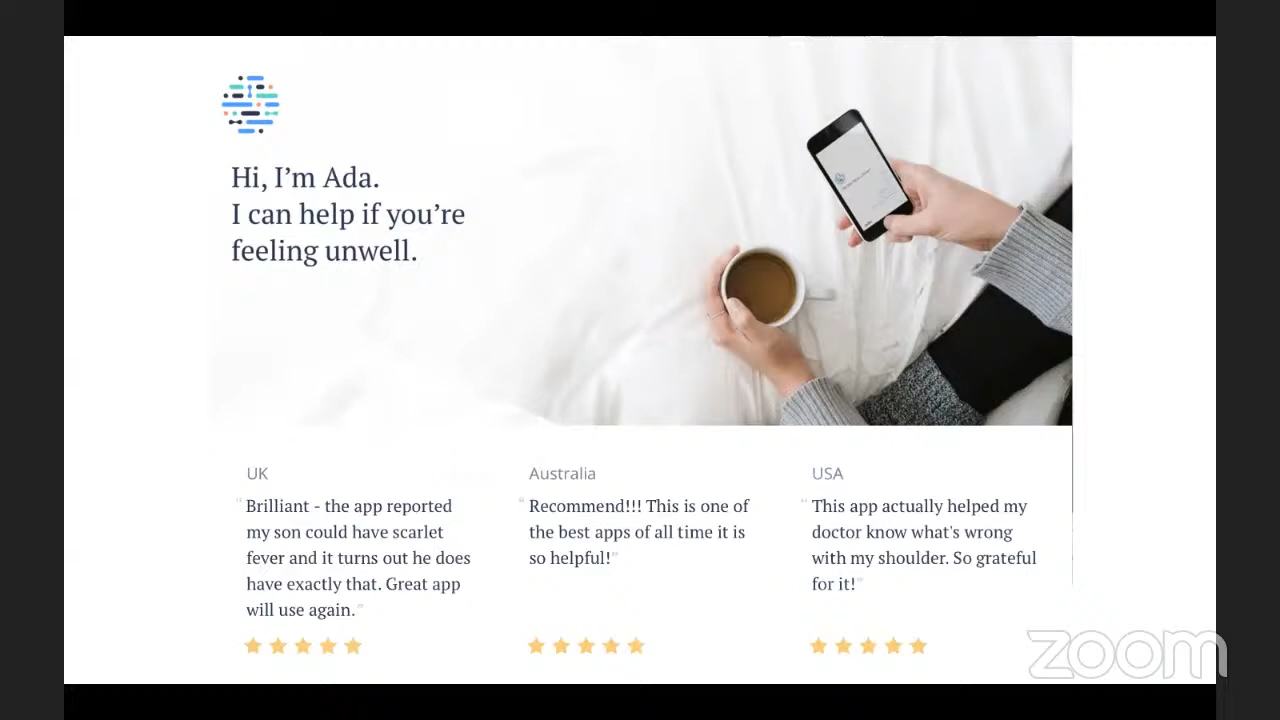 Hi, I’m Ada.
I can help if you’re
feeling unwell.
UK
“ Brilliant - the app reported
my son could have scarlet
fever and it turns out he does
have exactly that. Great app
will use again.”
Australia
“ Recommend!!! This is one of
the best apps of all time it is
so helpful!”
USA
“ This app actually helped my
doctor know what's wrong
with my shoulder. So grateful
for it!”
zoom